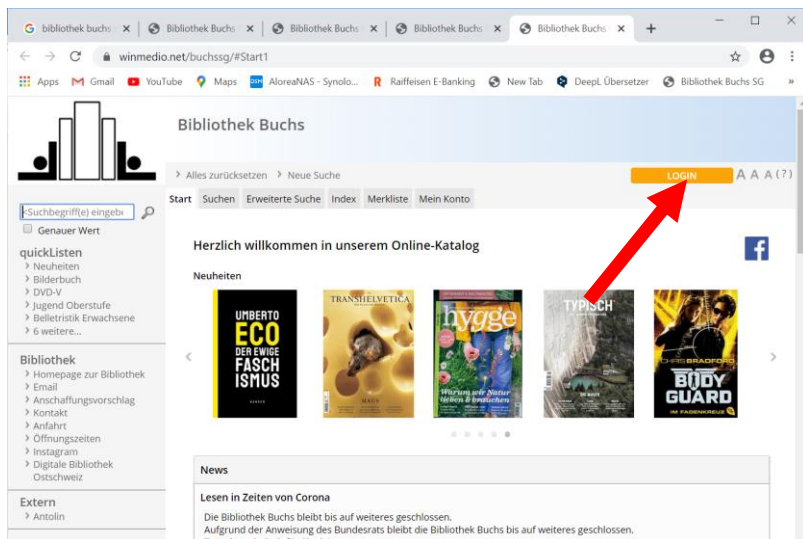 bibliothek buchs
Bibliothek Buchs
Bibliothek Buchs
Bibliothek Buchs
Bibliothek Buchs
winmedio.net/buchssg/#Start1
Apps Gmail YouTube Maps AloreaNAS - Synolo... Raiffeisen E-Banking New Tab DeepL Übersetzer Bibliothek Buchs SG »
Bibliothek Buchs
> Alles zurücksetzen > Neue Suche
LOGIN
A A A (?)
Start Suchen Erweiterte Suche Index Merkliste Mein Konto
<Suchbegriff(e) eingebe
Genauer Wert
quickListen
> Neuheiten
> Bilderbuch
> DVD-V
> Jugend Oberstufe
> Belletristik Erwachsene
> 6 weitere...
Bibliothek
> Homepage zur Bibliothek
> Email
> Anschaffungsvorschlag
> Kontakt
> Anfahrt
> Öffnungszeiten
> Instagram
> Digitale Bibliothek
Ostschweiz
Extern
> Antolin
Herzlich willkommen in unserem Online-Katalog
Neuheiten
UMBERTO
ECO
DER EWIGE
FASCH
ISMUS
HANSER
TRANSHELVETICA
MAUS
hygge
Warum wir Natur
lieben & brauchen
TYPISCH
CHRIS BRADFORD
BODY
GUARD
IM FADENKREUZ
News
Lesen in Zeiten von Corona
Die Bibliothek Buchs bleibt bis auf weiteres geschlossen.
Aufgrund der Anweisung des Bundesrats bleibt die Bibliothek Buchs bis auf weiteres geschlossen.